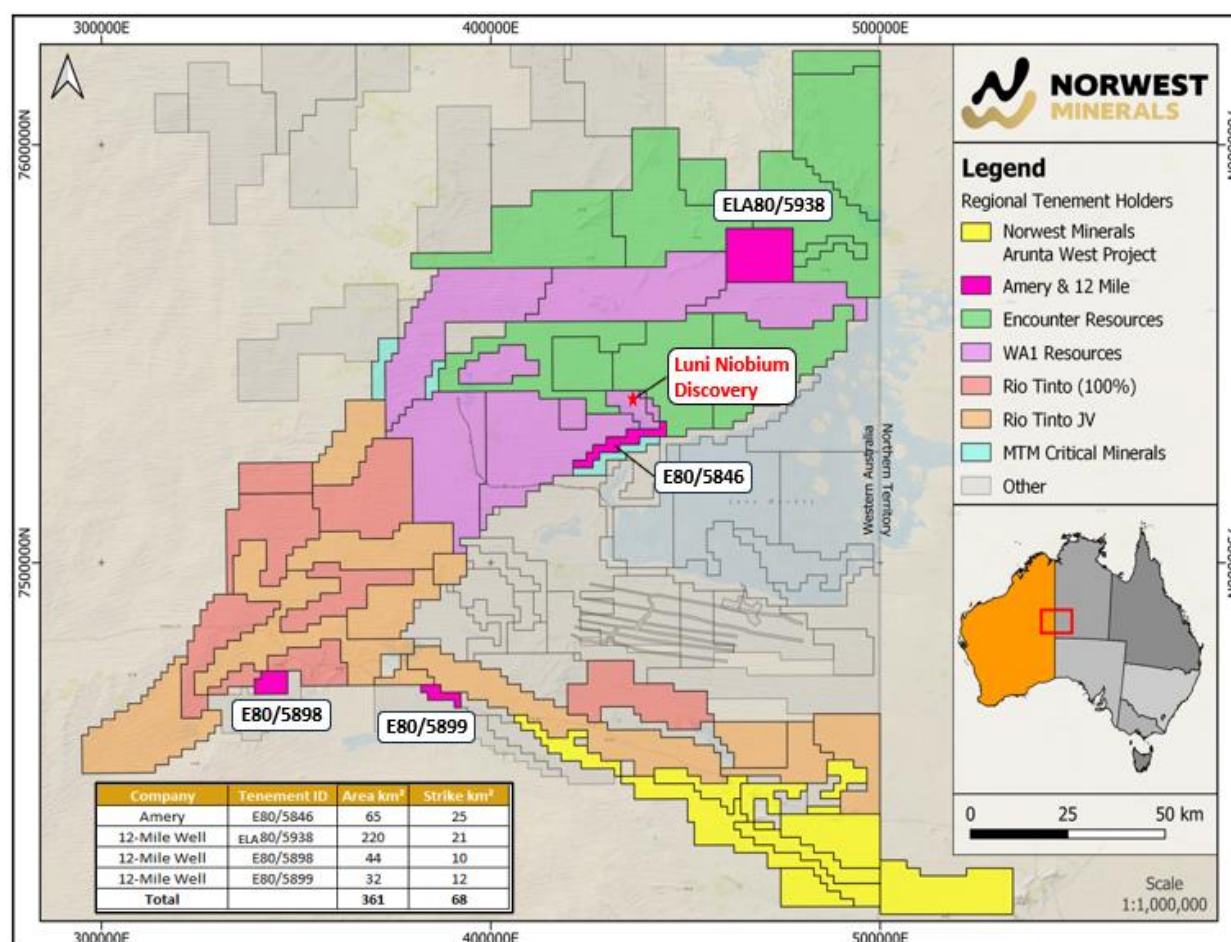 300000E
400000E
500000E
7600000N
7600000N
7500000N
7500000N
300000E
400000E
500000E
ELA80/5938
Luni Niobium
Discovery
E80/5846
E80/5898
E80/5899
Western Australia
Northern Territory
NORWEST
MINERALS
Legend
Regional Tenement Holders
Norwest Minerals
Arunta West Project
Amery & 12 Mile
Encounter Resources
WA1 Resources
Rio Tinto (100%)
Rio Tinto JV
MTM Critical Minerals
Other
0 25 50 km
Scale
1:1,000,000
Company Tenement ID Area km² Strike km²
Amery E80/5846 65 25
12-Mile Well ELA80/5938 220 21
12-Mile Well E80/5898 44 10
12-Mile Well E80/5899 32 12
Total 361 68